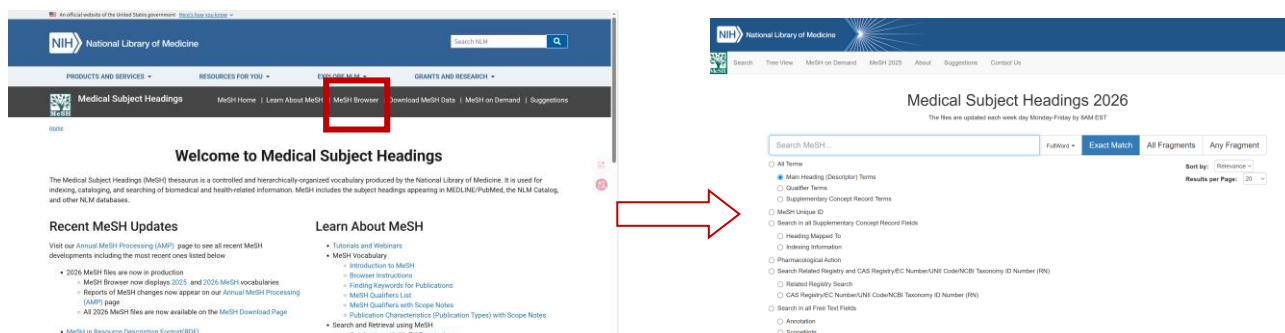 An official website of the United States government Here's how you know
NIH National Library of Medicine
Search NLM
PRODUCTS AND SERVICES RESOURCES FOR YOU EXPLORE NLM GRANTS AND RESEARCH
MeSH
Medical Subject Headings
MeSH Home | Learn About MeSH | MeSH Browser | Download MeSH Data | MeSH on Demand | Suggestions
Home
Welcome to Medical Subject Headings
The Medical Subject Headings (MeSH) thesaurus is a controlled and hierarchically-organized vocabulary produced by the National Library of Medicine. It is used for
indexing, cataloging, and searching of biomedical and health-related information. MeSH includes the subject headings appearing in MEDLINE/PubMed, the NLM Catalog,
and other NLM databases.
Recent MeSH Updates
Visit our Annual MeSH Processing (AMP) page to see all recent MeSH
developments including the most recent ones listed below
• 2026 MeSH files are now in production
◦ MeSH Browser now displays 2025 and 2026 MeSH vocabularies
◦ Reports of MeSH changes now appear on our Annual MeSH Processing
(AMP) page
◦ All 2026 MeSH files are now available on the MeSH Download Page
• MeSH in Resource Description Format(RDF)
Learn About MeSH
• Tutorials and Webinars
• MeSH Vocabulary
◦ Introduction to MeSH
◦ Browser Instructions
◦ Finding Keywords for Publications
◦ MeSH Qualifiers List
◦ MeSH Qualifiers with Scope Notes
◦ Publication Characteristics (Publication Types) with Scope Notes
• Search and Retrieval using MeSH
NIH National Library of Medicine
MeSH
Search Tree View MeSH on Demand MeSH 2025 About Suggestions Contact Us
Medical Subject Headings 2026
The files are updated each week day Monday-Friday by 8AM EST
Search MeSH... FullWord Exact Match All Fragments Any Fragment
All Terms
Main Heading (Descriptor) Terms
Qualifier Terms
Supplementary Concept Record Terms
MeSH Unique ID
Search in all Supplementary Concept Record Fields
Heading Mapped To
Indexing Information
Pharmacological Action
Search Related Registry and CAS Registry/EC Number/UNII Code/NCBI Taxonomy ID Number (RN)
Related Registry Search
CAS Registry/EC Number/UNII Code/NCBI Taxonomy ID Number (RN)
Search in all Free Text Fields
Annotation
ScopeNote
Sort by: Relevance
Results per Page: 20